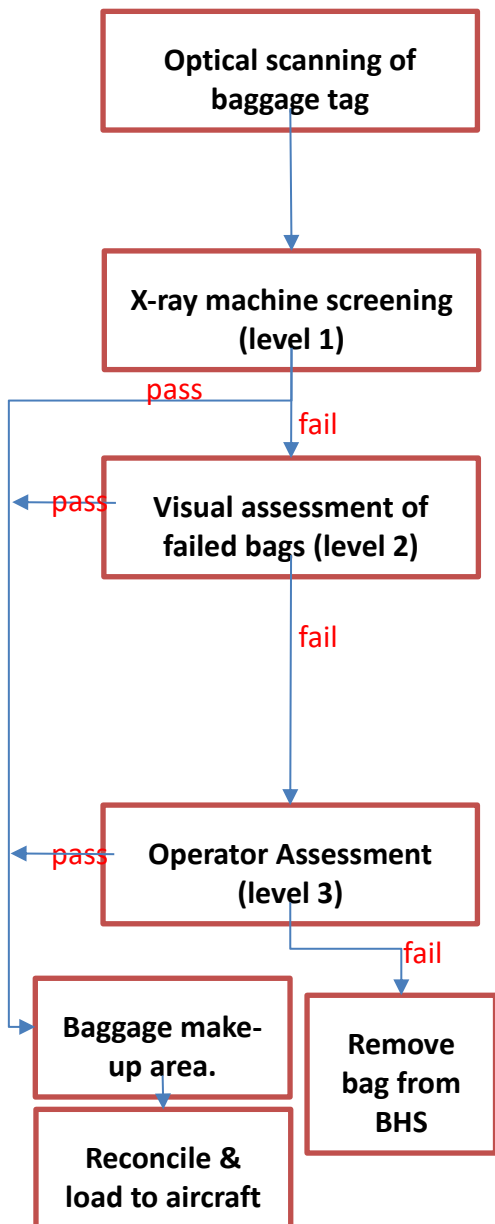 Optical scanning of
baggage tag
X-ray machine screening
(level 1)
pass
fail
pass
Visual assessment of
failed bags (level 2)
fail
pass
Operator Assessment
(level 3)
fail
Baggage make-
up area.
Remove
bag from
BHS
Reconcile &
load to aircraft